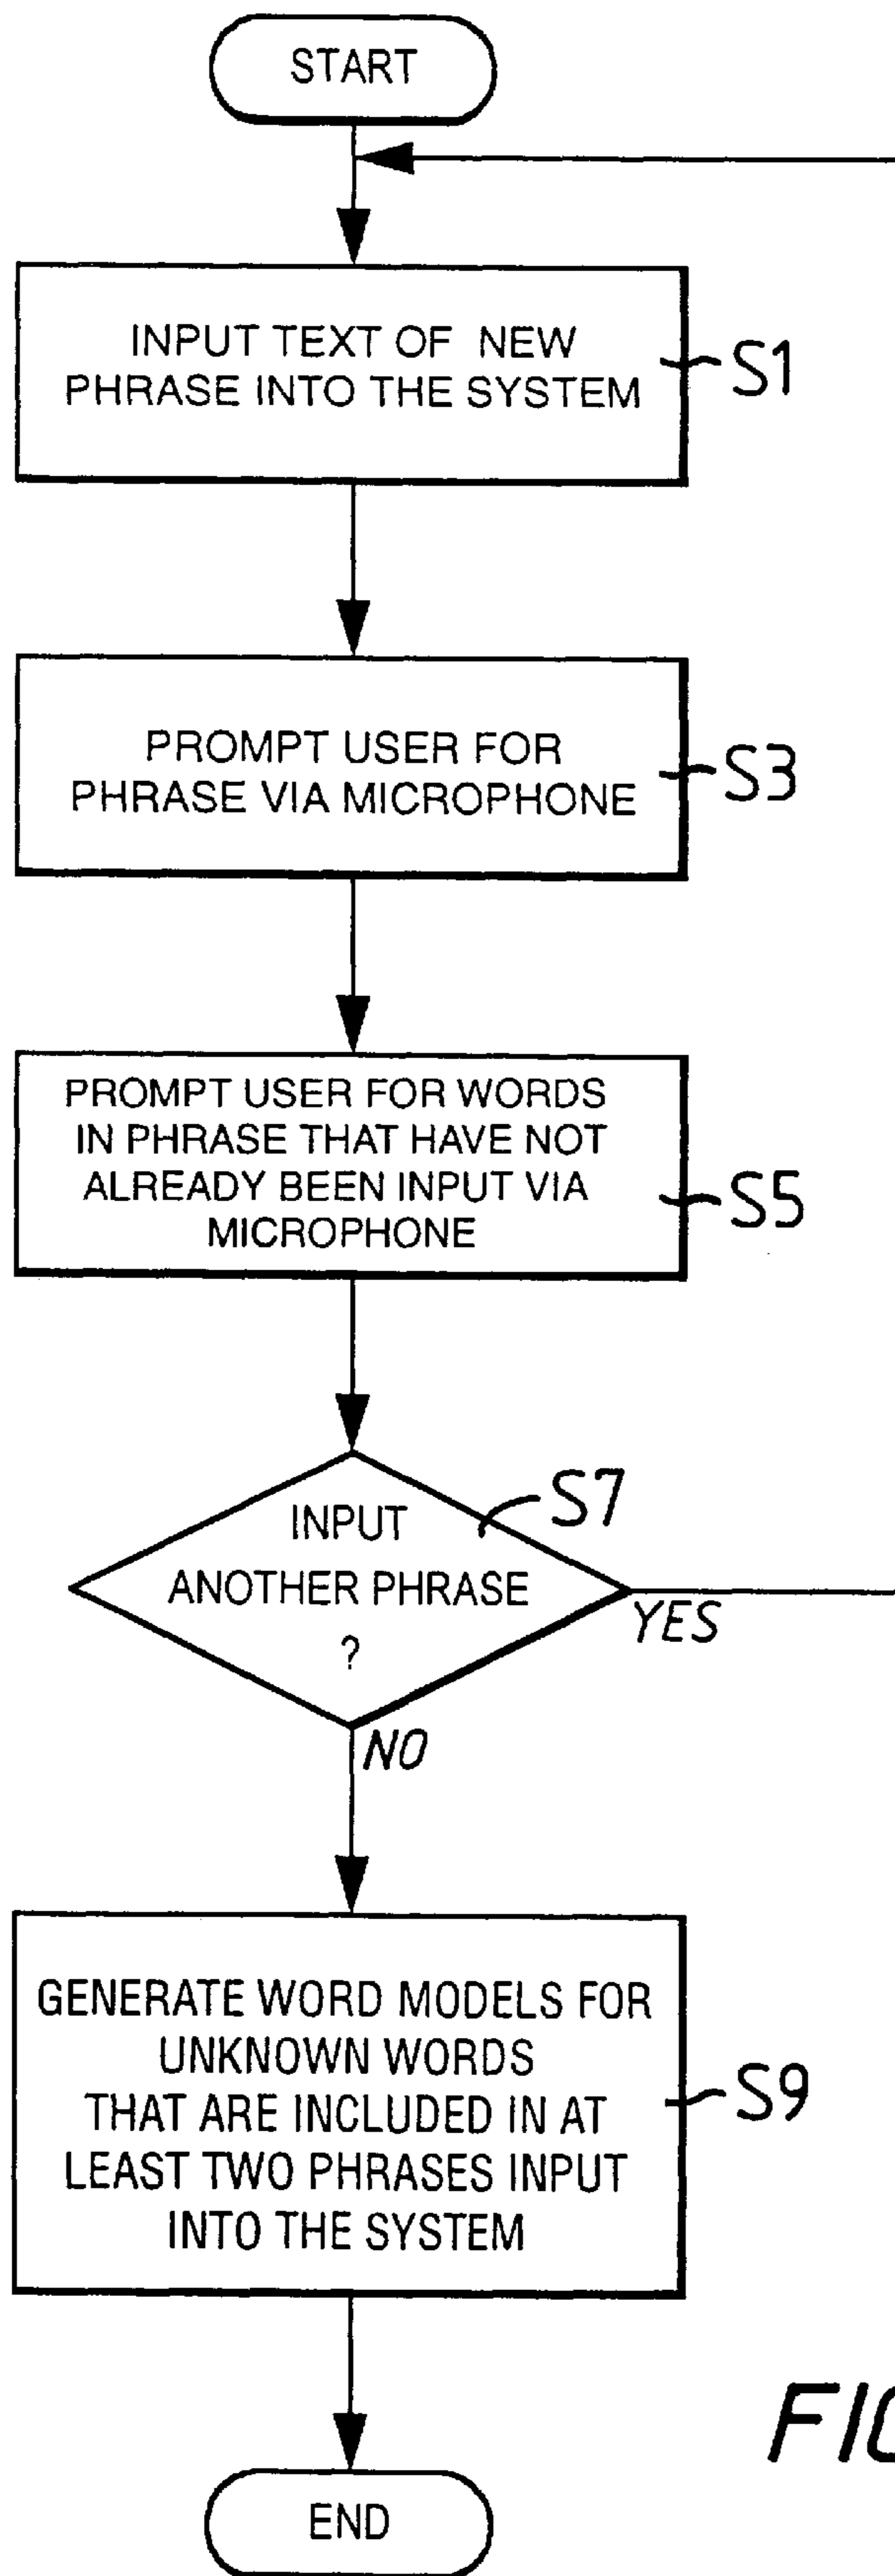 START
INPUT TEXT OF NEW
PHRASE INTO THE SYSTEM
S1
PROMPT USER FOR
PHRASE VIA MICROPHONE
S3
PROMPT USER FOR WORDS
IN PHRASE THAT HAVE NOT
ALREADY BEEN INPUT VIA
MICROPHONE
S5
INPUT
ANOTHER PHRASE
?
S7
YES
NO
GENERATE WORD MODELS FOR
UNKNOWN WORDS
THAT ARE INCLUDED IN AT
LEAST TWO PHRASES INPUT
INTO THE SYSTEM
S9
END